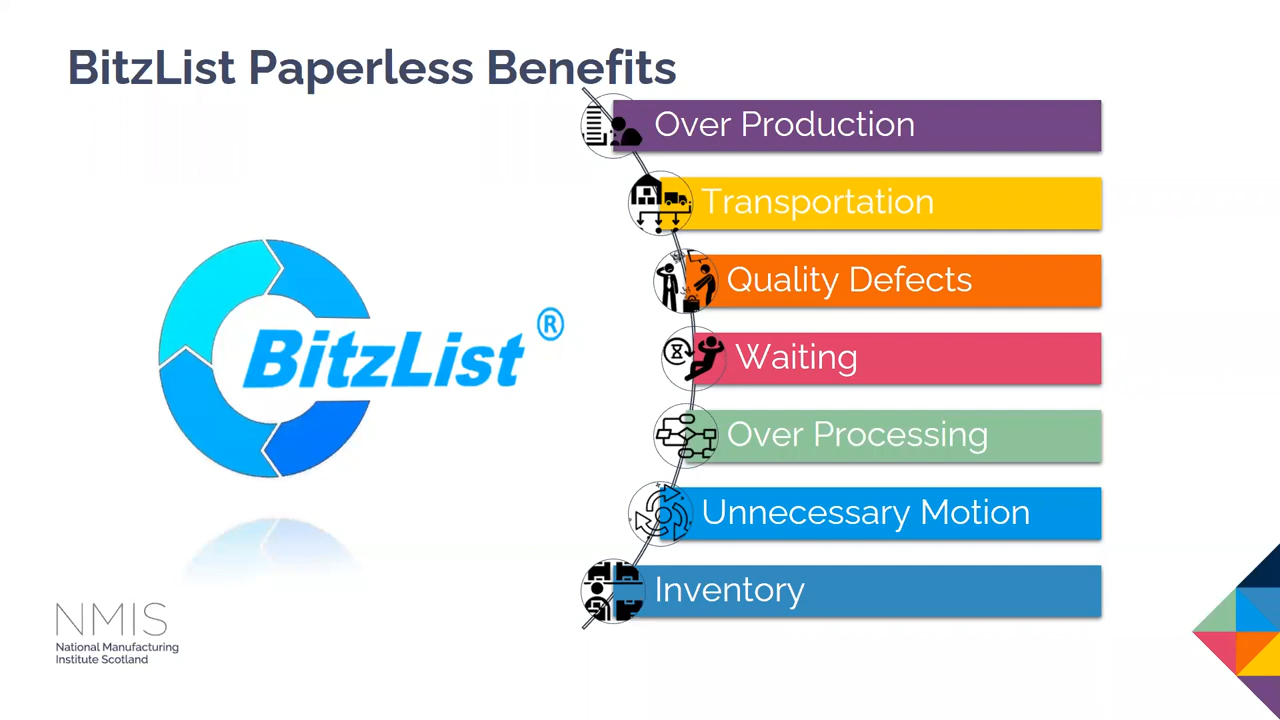 BitzList Paperless Benefits
Over Production
Transportation
Quality Defects
Waiting
Over Processing
Unnecessary Motion
Inventory
BitzList ®
NMIS
National Manufacturing
Institute Scotland